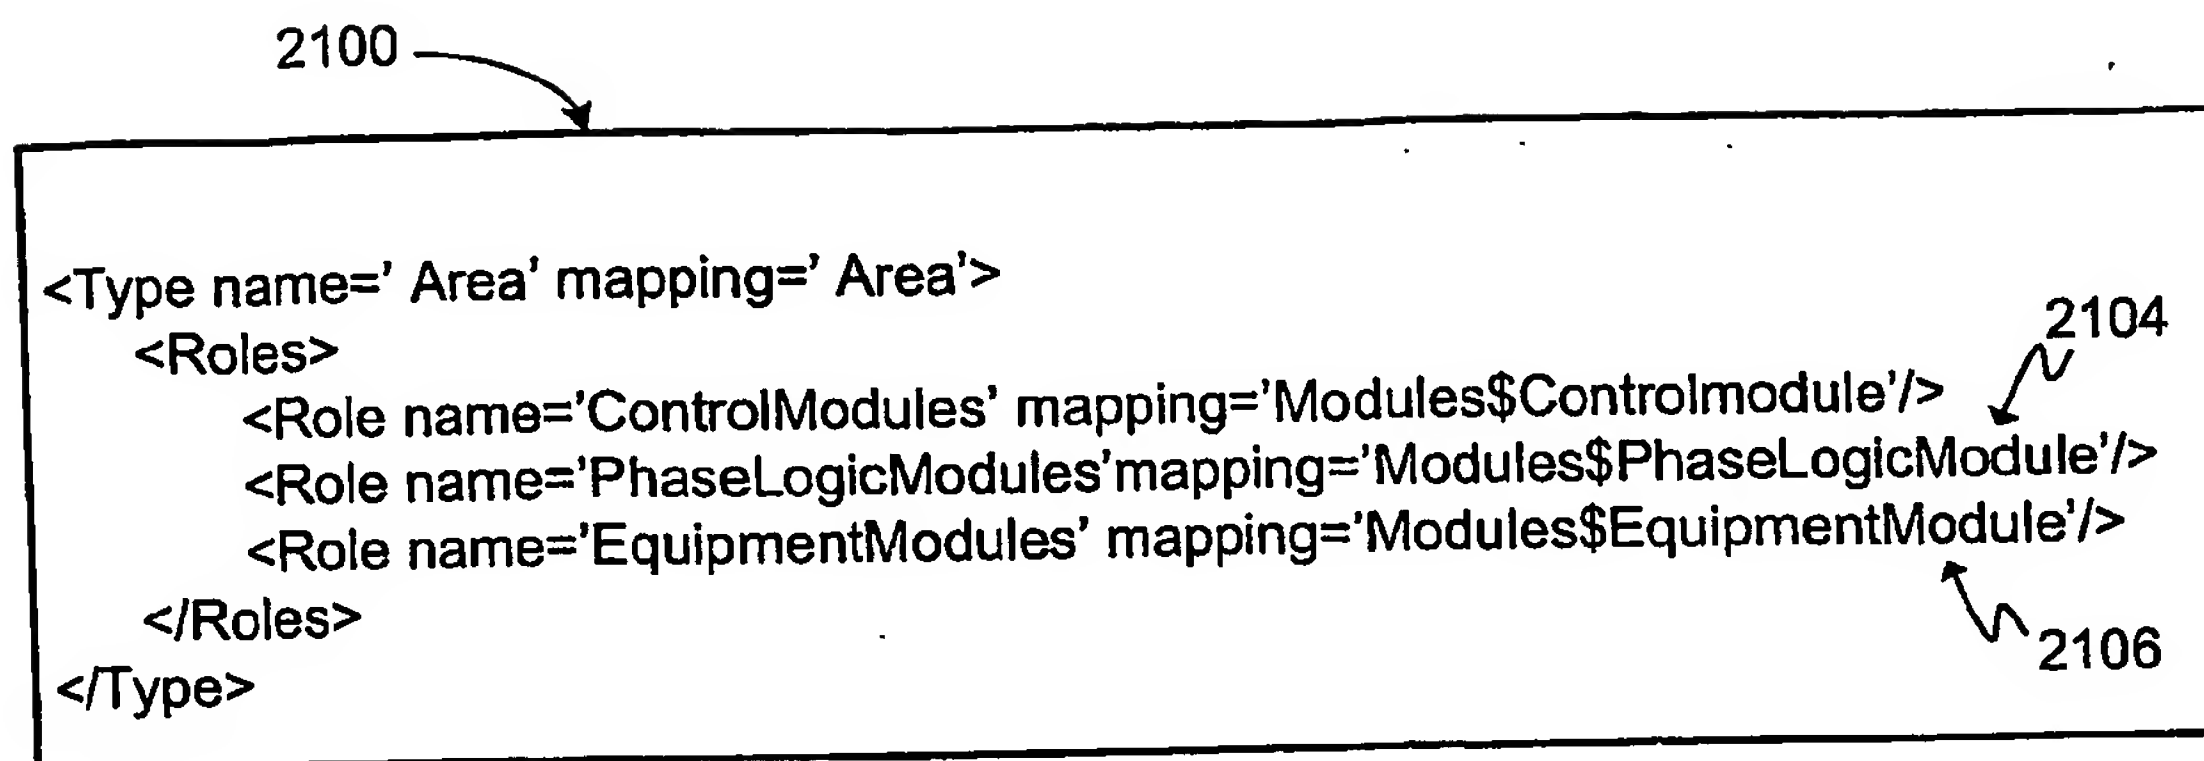 2100
<Type name=’ Area’ mapping=’ Area’>
2104
<Roles>
<Role name=’ControlModules’ mapping=’Modules$Controlmodule’/>
<Role name=’PhaseLogicModules’mapping=’Modules$PhaseLogicModule’/>
<Role name=’EquipmentModules’ mapping=’Modules$EquipmentModule’/>
</Roles>
2106
</Type>